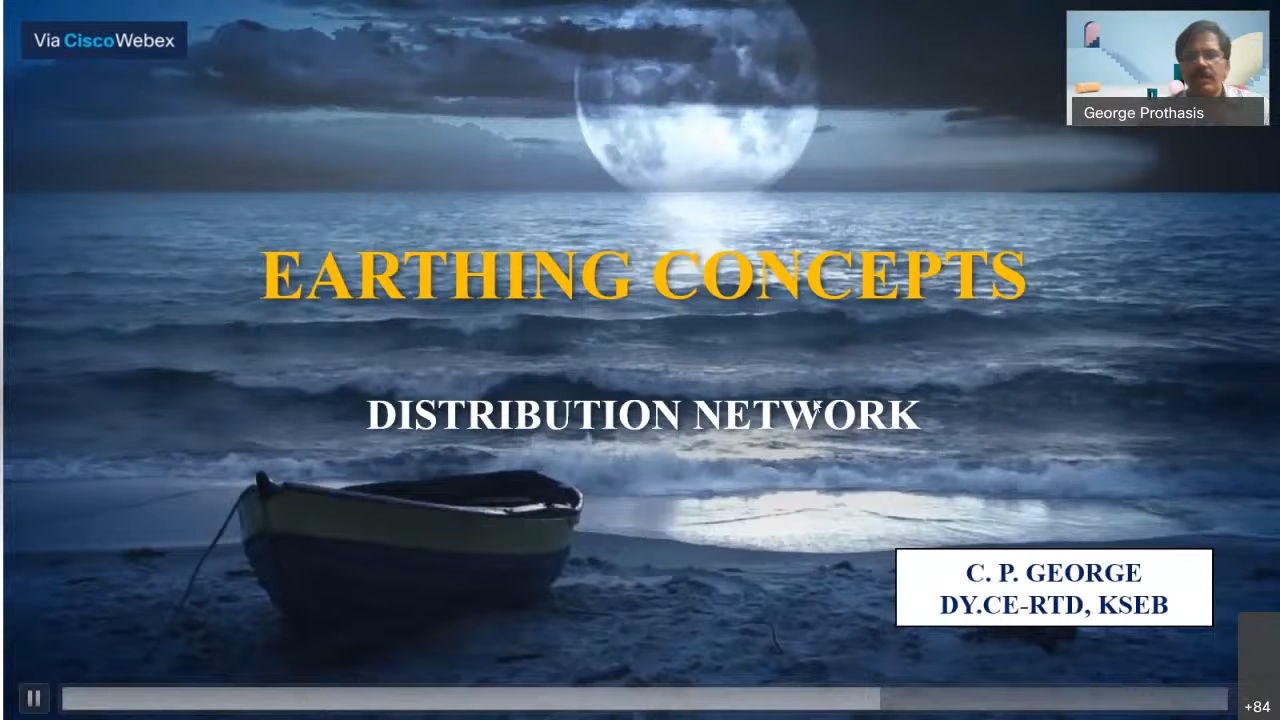 Via CiscoWebex
George Prothasis
EARTHING CONCEPTS
DISTRIBUTION NETWORK
C. P. GEORGE
DY.CE-RTD, KSEB
+84